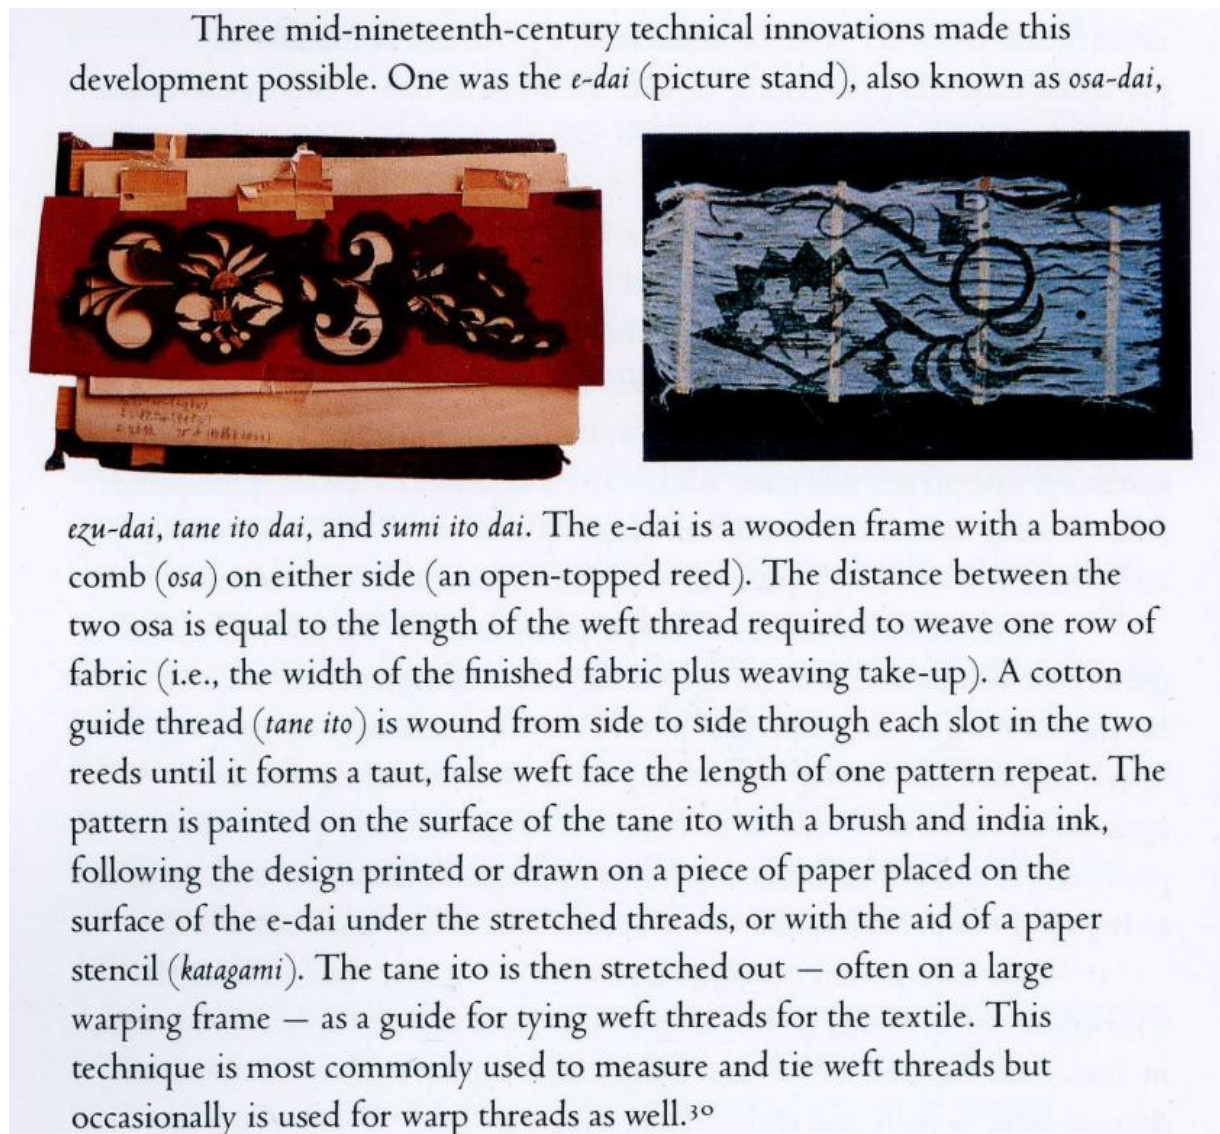 Three mid-nineteenth-century technical innovations made this
development possible. One was the e-dai (picture stand), also known as osa-dai,
ezu-dai, tane ito dai, and sumi ito dai. The e-dai is a wooden frame with a bamboo
comb (osa) on either side (an open-topped reed). The distance between the
two osa is equal to the length of the weft thread required to weave one row of
fabric (i.e., the width of the finished fabric plus weaving take-up). A cotton
guide thread (tane ito) is wound from side to side through each slot in the two
reeds until it forms a taut, false weft face the length of one pattern repeat. The
pattern is painted on the surface of the tane ito with a brush and india ink,
following the design printed or drawn on a piece of paper placed on the
surface of the e-dai under the stretched threads, or with the aid of a paper
stencil (katagami). The tane ito is then stretched out — often on a large
warping frame — as a guide for tying weft threads for the textile. This
technique is most commonly used to measure and tie weft threads but
occasionally is used for warp threads as well.³⁰